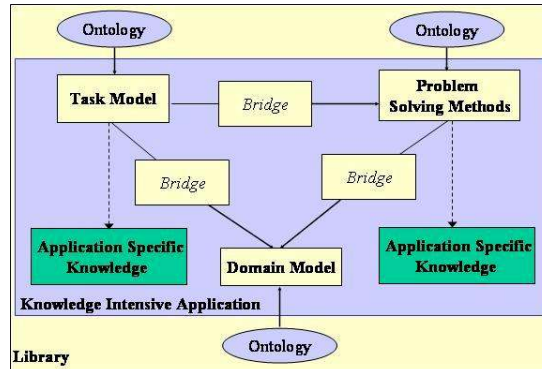 Ontology
Ontology
Task Model
Bridge
Problem
Solving Methods
Bridge
Bridge
Application Specific
Knowledge
Domain Model
Application Specific
Knowledge
Knowledge Intensive Application
Ontology
Library